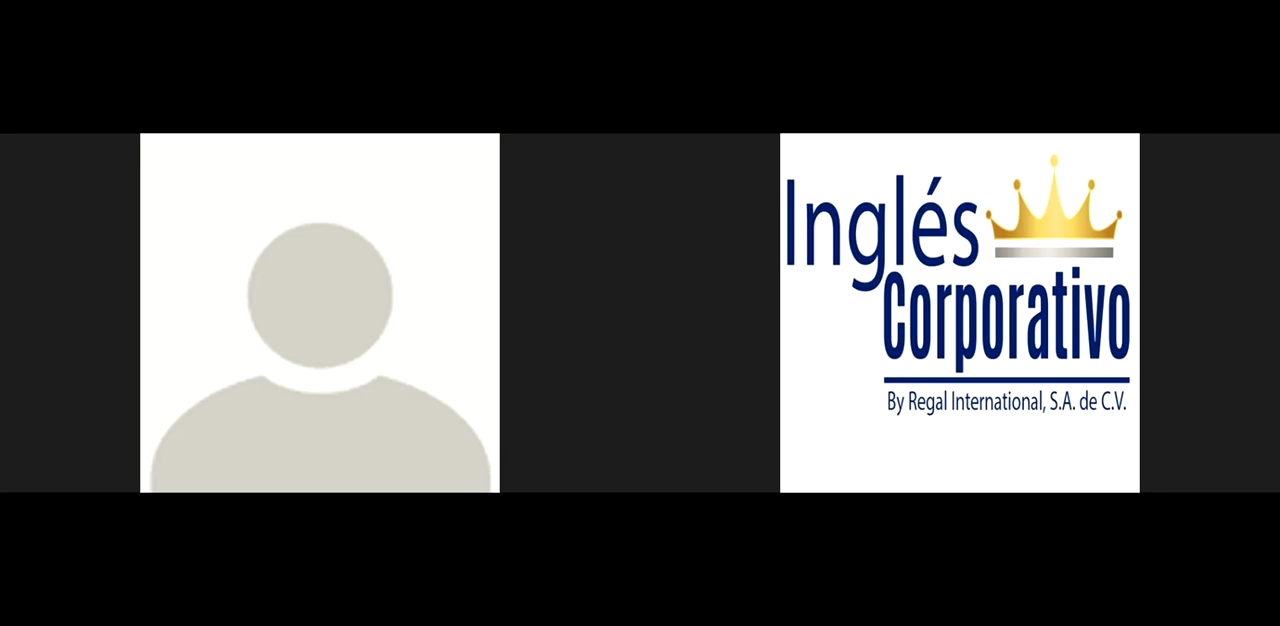 Inglés
Corporativo
By Regal International, S.A. de C.V.